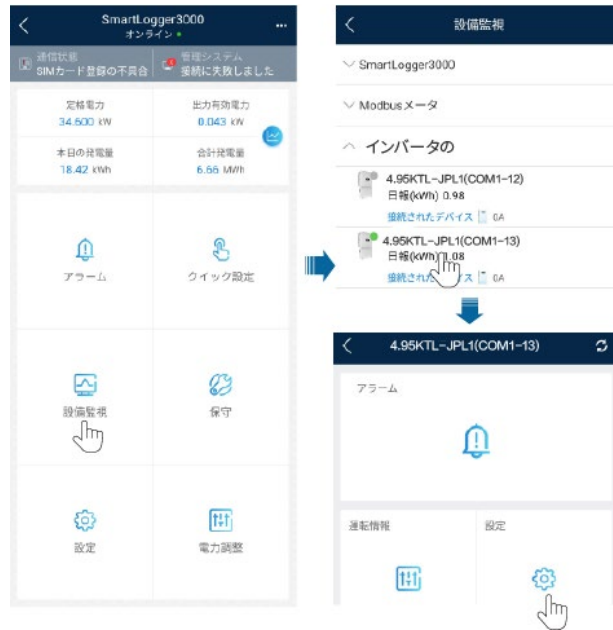 SmartLogger3000
オンライン
通信状態
SIMカード登録の不具合
管理システム
接続に失敗しました
定格電力
34.600 kW
出力有効電力
0.043 kW
本日の発電量
18.42 kWh
合計発電量
6.66 MWh
アラーム
クイック設定
設備監視
保守
設定
電力調整
設備監視
SmartLogger3000
Modbusメータ
インバータの
4.95KTL-JPL1(COM1-12)
日報(kWh) 0.98
接続されたデバイス 0A
4.95KTL-JPL1(COM1-13)
日報(kWh) 1.08
接続された イス 0A
4.95KTL-JPL1(COM1-13)
アラーム
運転情報
設定